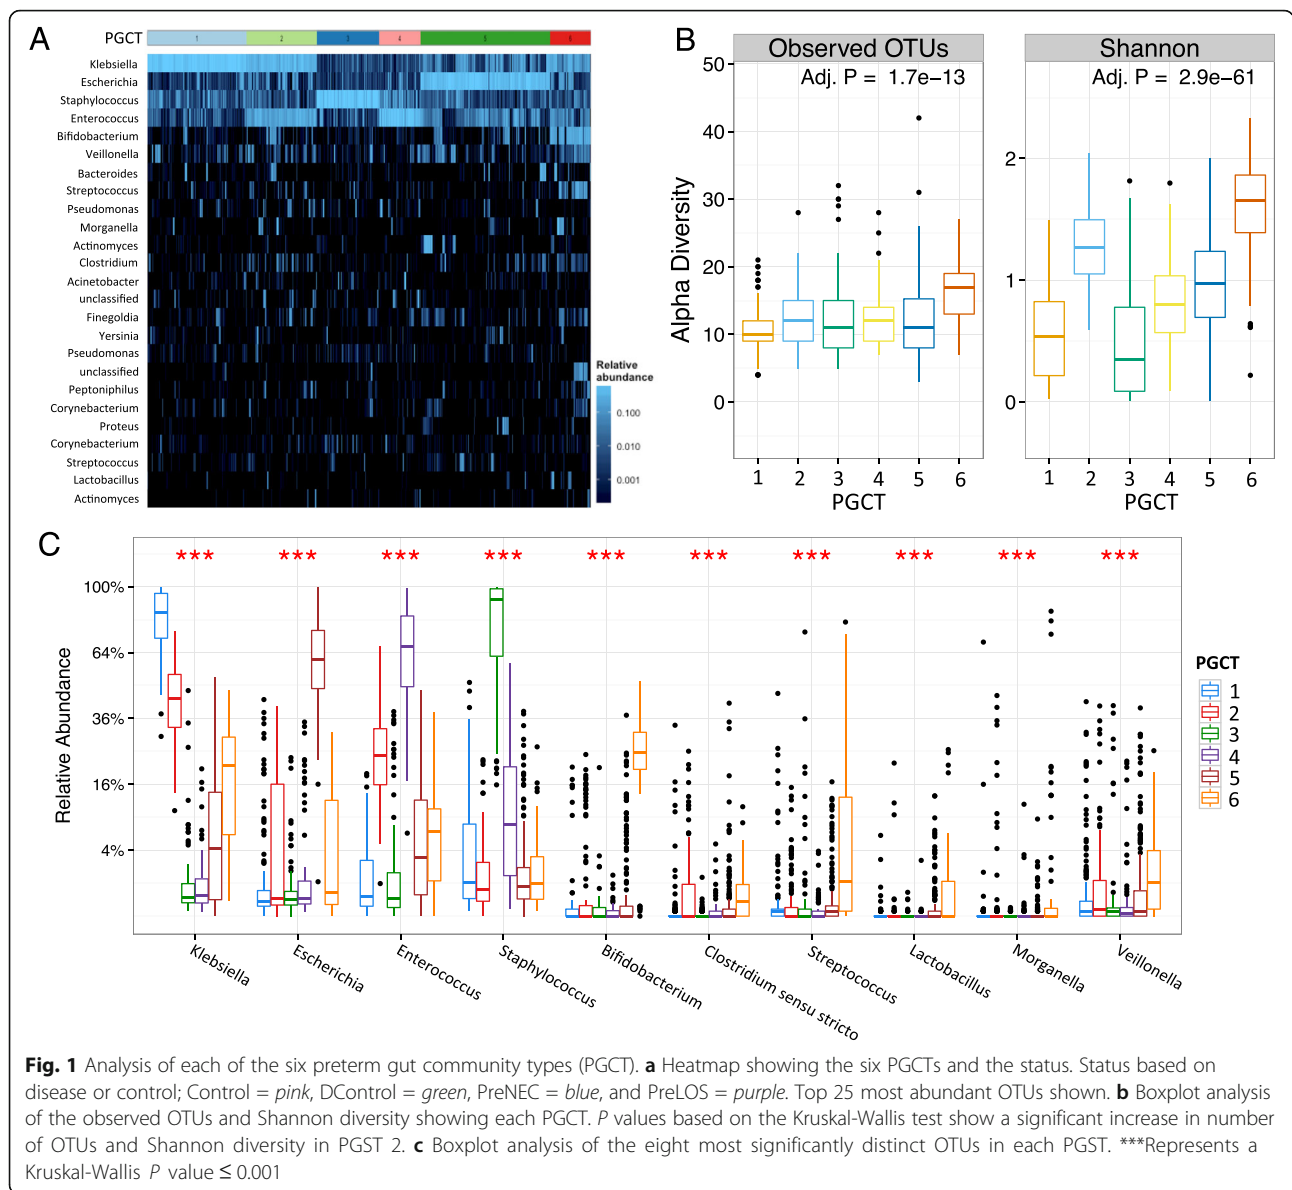 A
PGCT
1 2 3 4 5 6
Klebsiella
Escherichia
Staphylococcus
Enterococcus
Bifidobacterium
Veillonella
Bacteroides
Streptococcus
Pseudomonas
Morganella
Actinomyces
Clostridium
Acinetobacter
unclassified
Finegoldia
Yersinia
Pseudomonas
unclassified
Peptoniphilus
Corynebacterium
Proteus
Corynebacterium
Streptococcus
Lactobacillus
Actinomyces
Relative
abundance
0.100
0.010
0.001
B
Observed OTUs
Adj. P = 1.7e−13
Alpha Diversity
50
40
30
20
10
0
1 2 3 4 5 6
PGCT
Shannon
Adj. P = 2.9e−61
2
1
0
1 2 3 4 5 6
PGCT
C
*** *** *** *** *** *** *** *** *** ***
Relative Abundance
100%
64%
36%
16%
4%
Klebsiella
Escherichia
Enterococcus
Staphylococcus
Bifidobacterium
Clostridium sensu stricto
Streptococcus
Lactobacillus
Morganella
Veillonella
PGCT
1
2
3
4
5
6
Fig. 1 Analysis of each of the six preterm gut community types (PGCT). a Heatmap showing the six PGCTs and the status. Status based on
disease or control; Control = pink, DControl = green, PreNEC = blue, and PreLOS = purple. Top 25 most abundant OTUs shown. b Boxplot analysis
of the observed OTUs and Shannon diversity showing each PGCT. P values based on the Kruskal-Wallis test show a significant increase in number
of OTUs and Shannon diversity in PGST 2. c Boxplot analysis of the eight most significantly distinct OTUs in each PGST. ***Represents a
Kruskal-Wallis P value ≤ 0.001